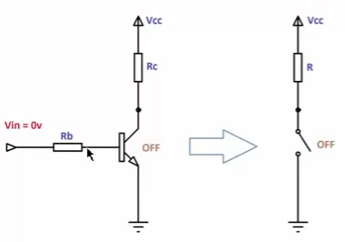 Vcc
Vcc
Rc
R
Vin = 0v
Rb
OFF
OFF